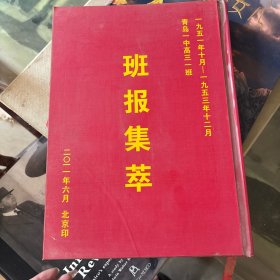 一九五一年十月－一九五三年十二月
青岛一中高三一班
班报集萃
二〇一一年六月 北京印